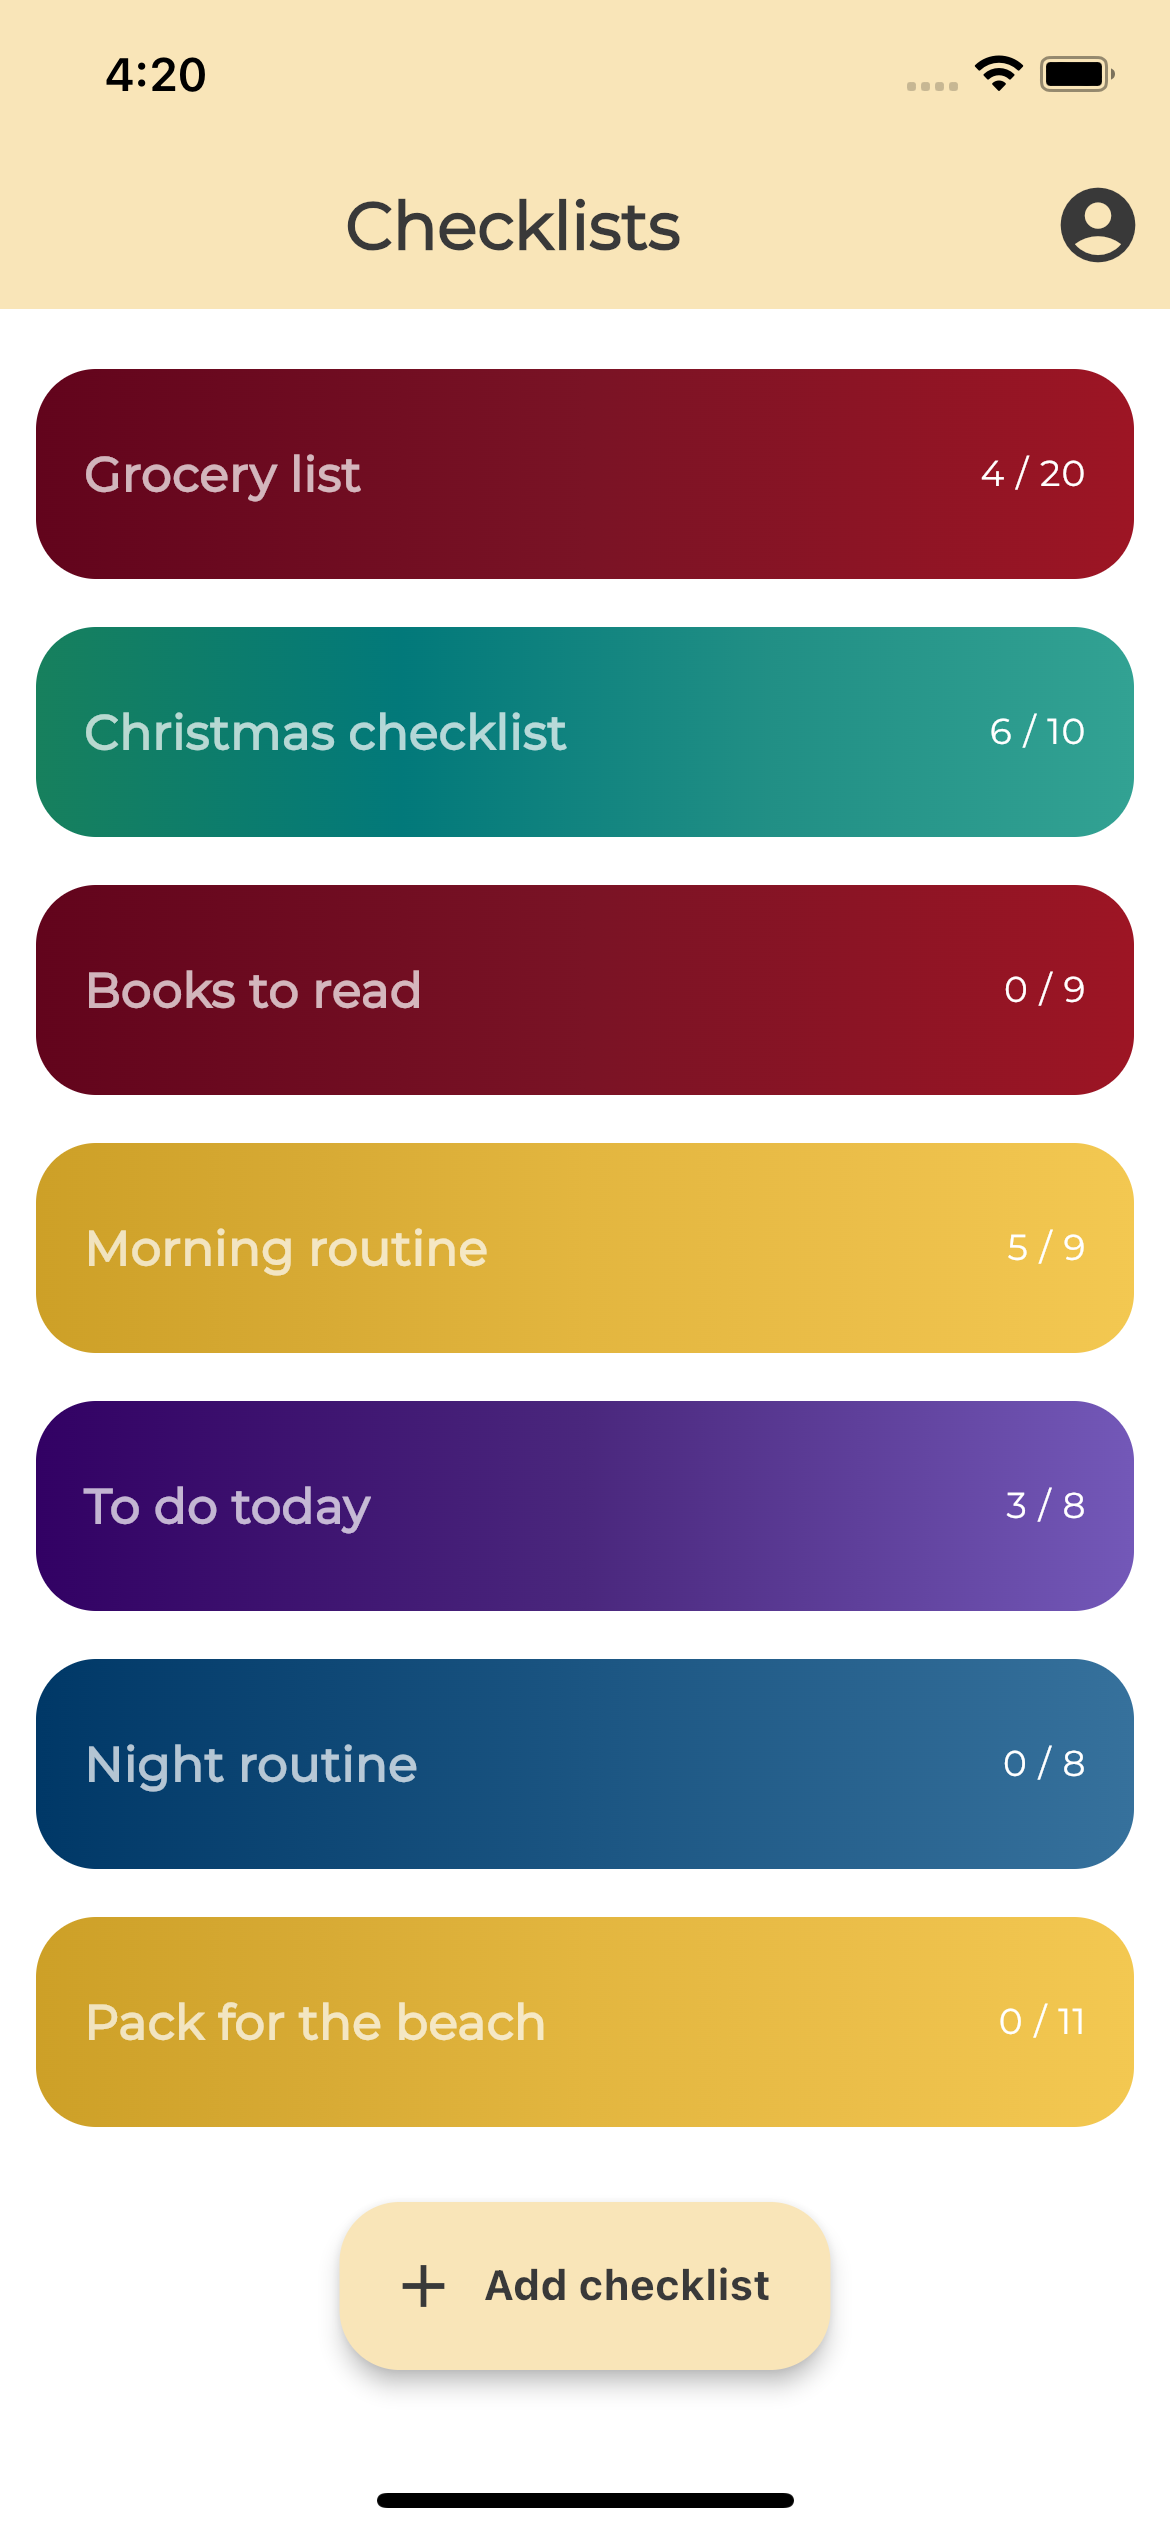 4:20
Checklists
Grocery list 4 / 20
Christmas checklist 6 / 10
Books to read 0 / 9
Morning routine 5 / 9
To do today 3 / 8
Night routine 0 / 8
Pack for the beach 0 / 11
+ Add checklist